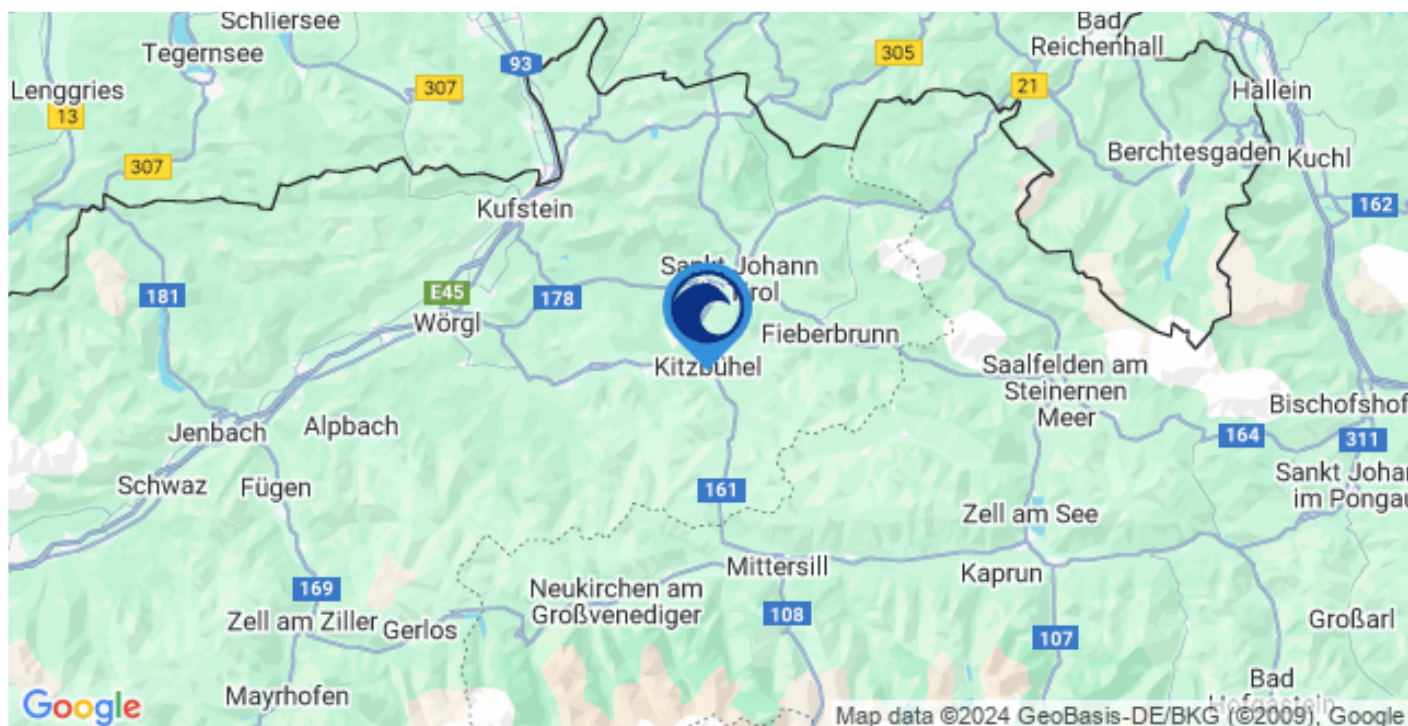 Schliersee
Tegernsee
93
Bad
Reichenhall
305
Lenggries
13
307
21
Hallein
307
Berchtesgaden
Kuchl
162
Kufstein
Sankt Johann
181
E45
178
Wörgl
Fieberbrunn
Kitzbühel
Saalfelden am
Steinernen
Meer
Bischofshof
Jenbach
Alpbach
164
311
Schwaz
Fügen
161
Sankt Johan
im Pongau
Zell am See
Mittersill
Kaprun
169
Neukirchen am
Großvenediger
108
Zell am Ziller
Gerlos
107
Großarl
Mayrhofen
Bad
Hofgastein
Google
Map data ©2024 GeoBasis-DE/BKG (©2009), Google